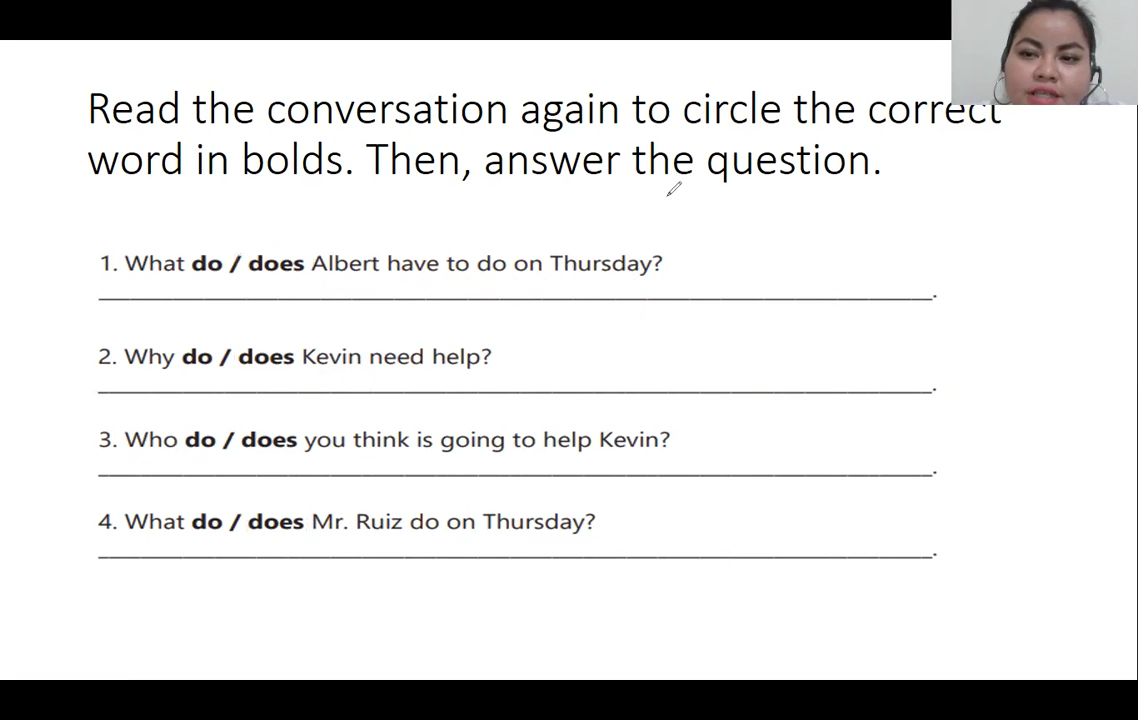 Read the conversation again to circle the correct
word in bolds. Then, answer the question.
1. What do / does Albert have to do on Thursday?
2. Why do / does Kevin need help?
3. Who do / does you think is going to help Kevin?
4. What do / does Mr. Ruiz do on Thursday?